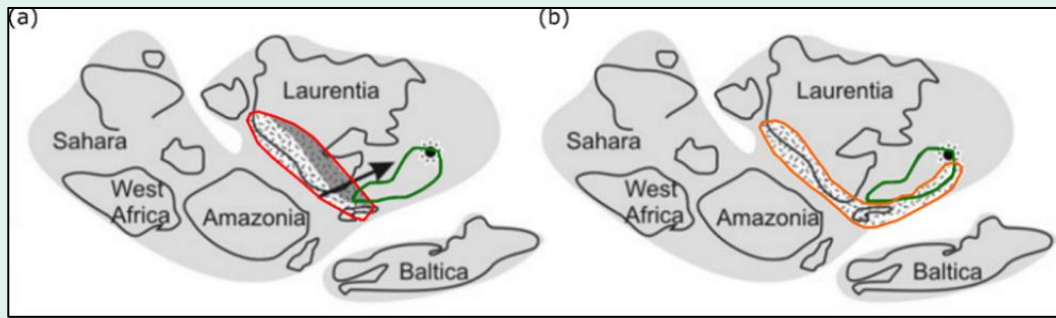 (a)
Laurentia
Sahara
West
Africa
Amazonia
Baltica
(b)
Laurentia
Sahara
West
Africa
Amazonia
Baltica